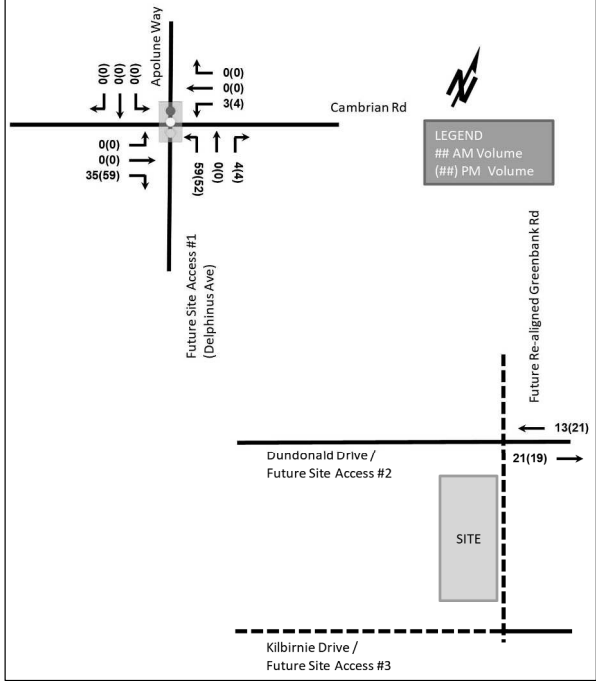 Apolune Way
0(0)
0(0)
0(0)
0(0)
0(0)
3(4)
Cambrian Rd
0(0)
0(0)
35(59)
59(52)
0(0)
4(4)
LEGEND
## AM Volume
(##) PM Volume
Future Site Access #1
(Delphinus Ave)
Future Re-aligned Greenbank Rd
13(21)
21(19)
Dundonald Drive /
Future Site Access #2
SITE
Kilbirnie Drive /
Future Site Access #3
N